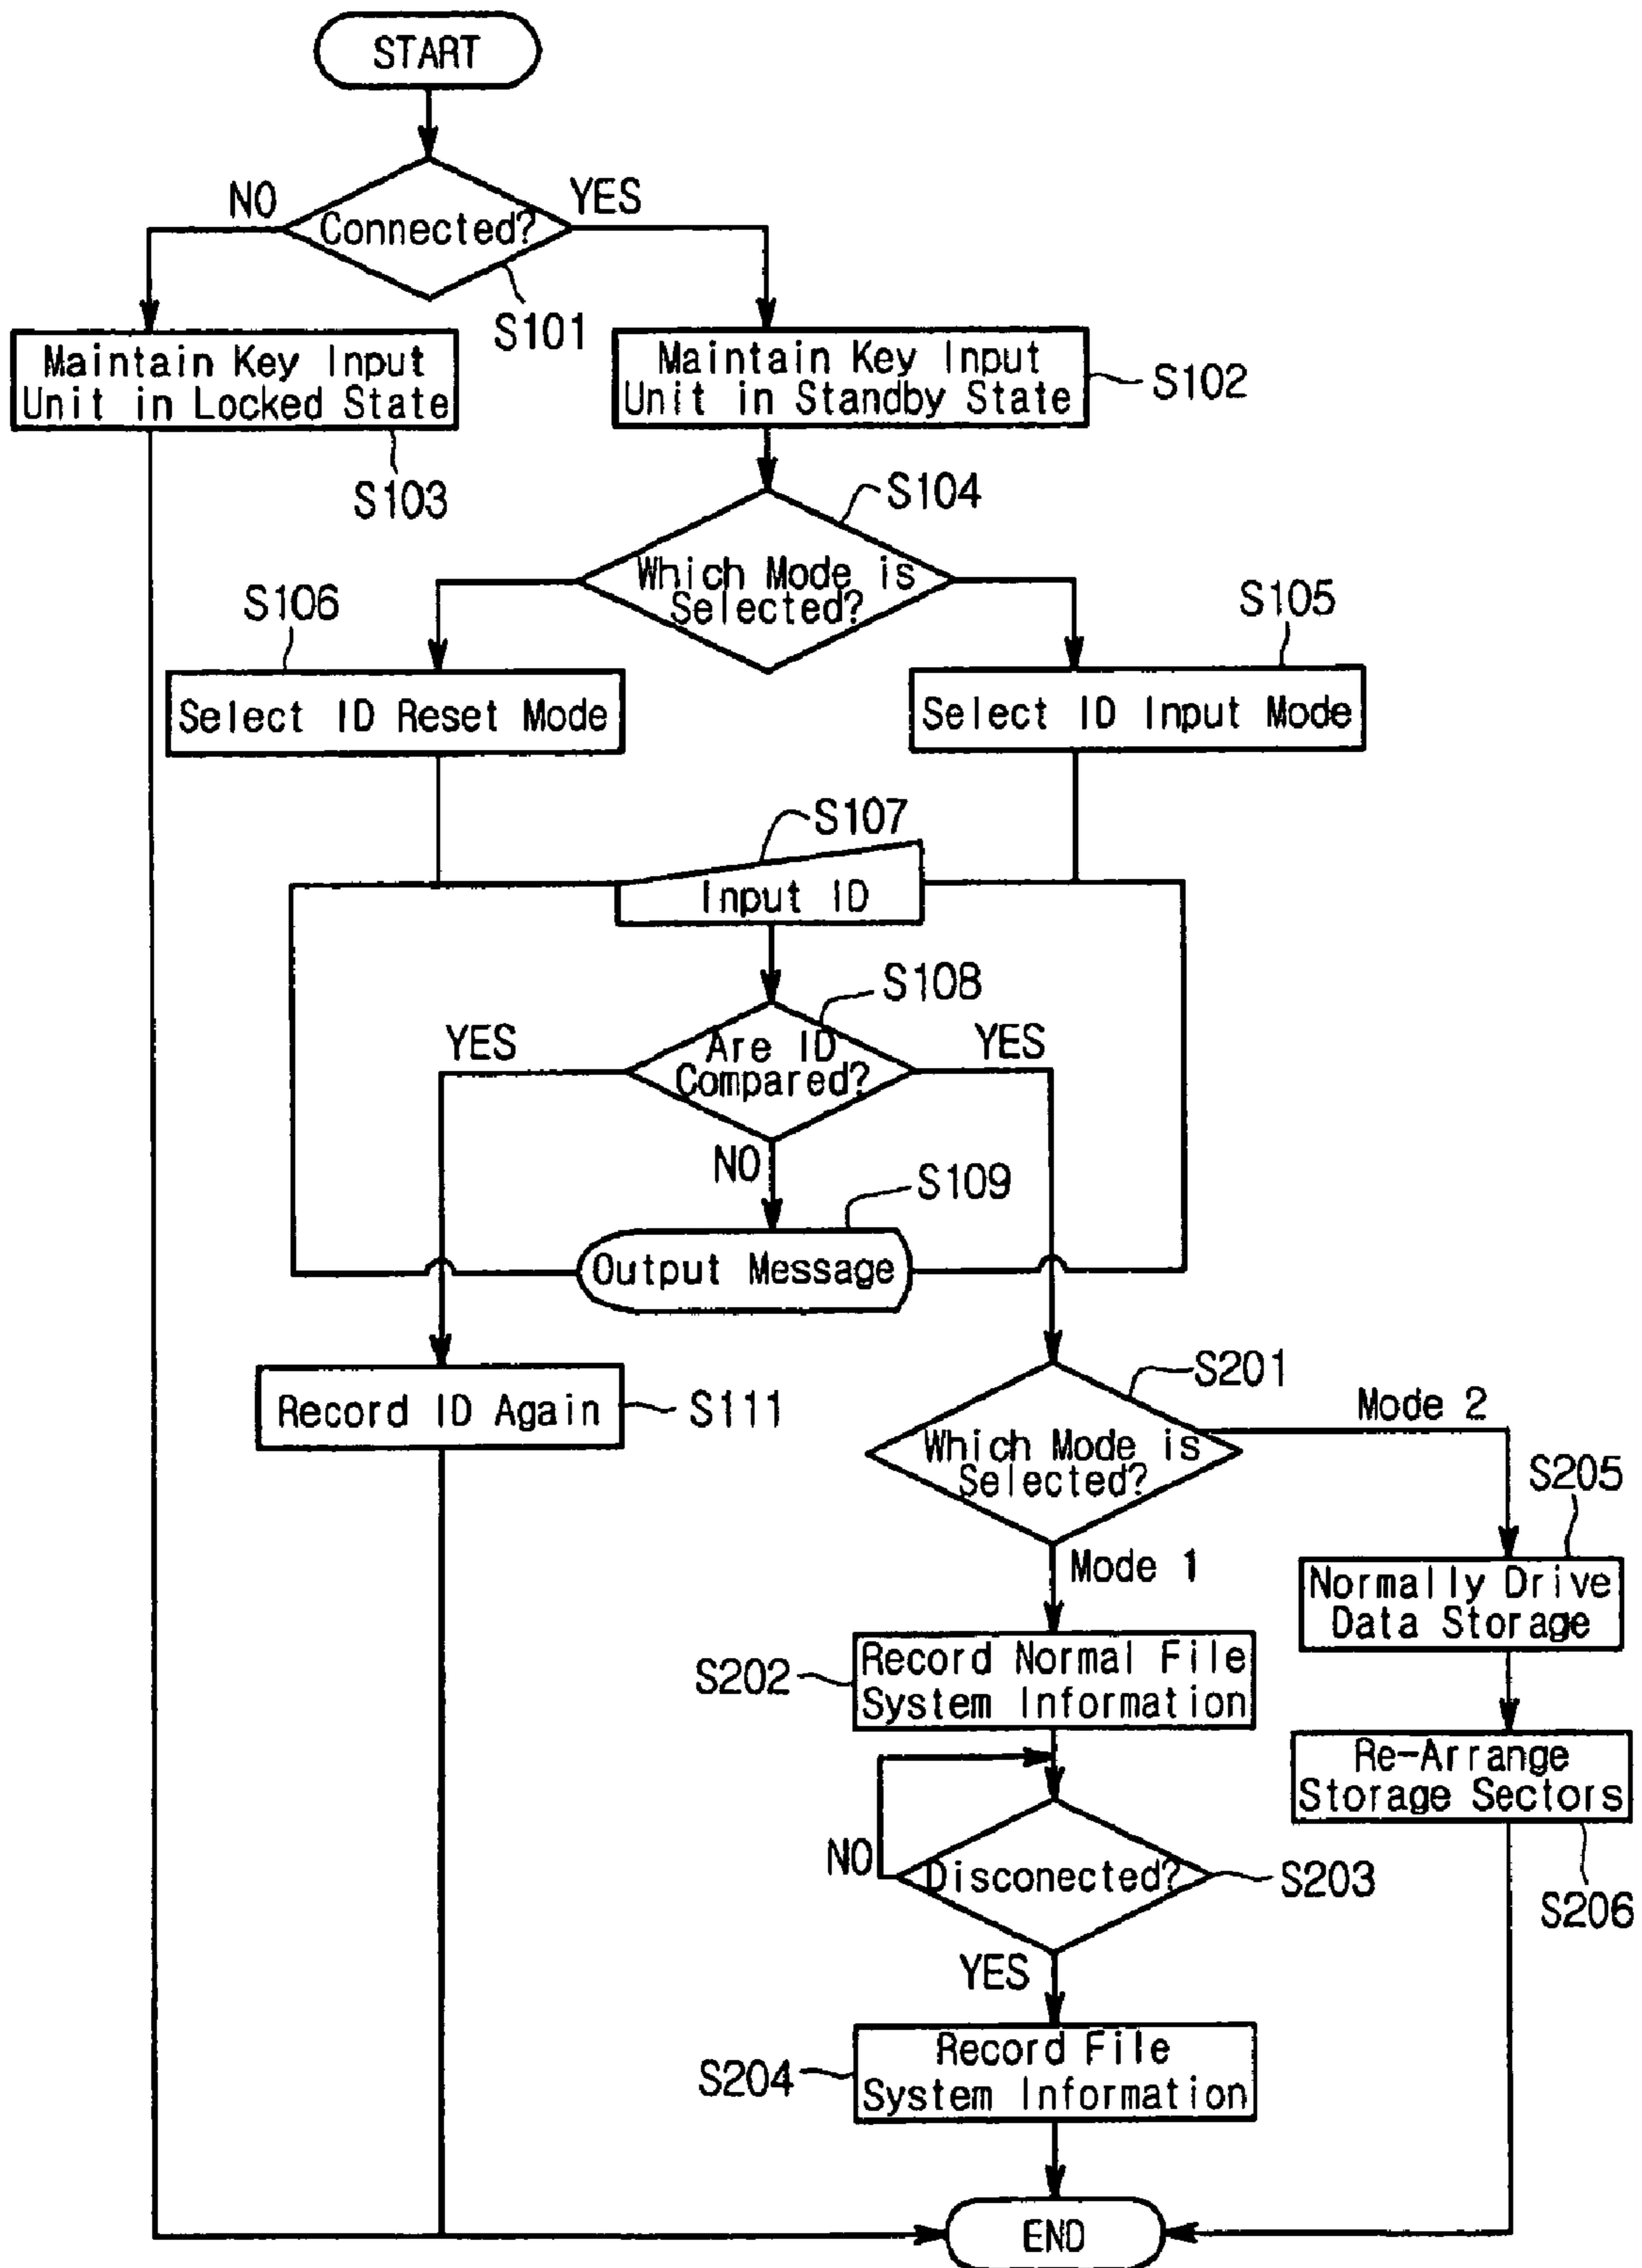 START
NO
YES
Connected?
S101
Maintain Key Input
Unit in Locked State
S103
Maintain Key Input
Unit in Standby State
S102
S104
Which Mode is
Selected?
S106
S105
Select ID Reset Mode
Select ID Input Mode
S107
Input ID
S108
YES
YES
Are ID
Compared?
NO
S109
Output Message
Record ID Again
S111
S201
Mode 2
Which Mode is
Selected?
S205
Mode 1
Normally Drive
Data Storage
S202
Record Normal File
System Information
Re-Arrange
Storage Sectors
NO
Disconected?
S203
S206
YES
S204
Record File
System Information
END